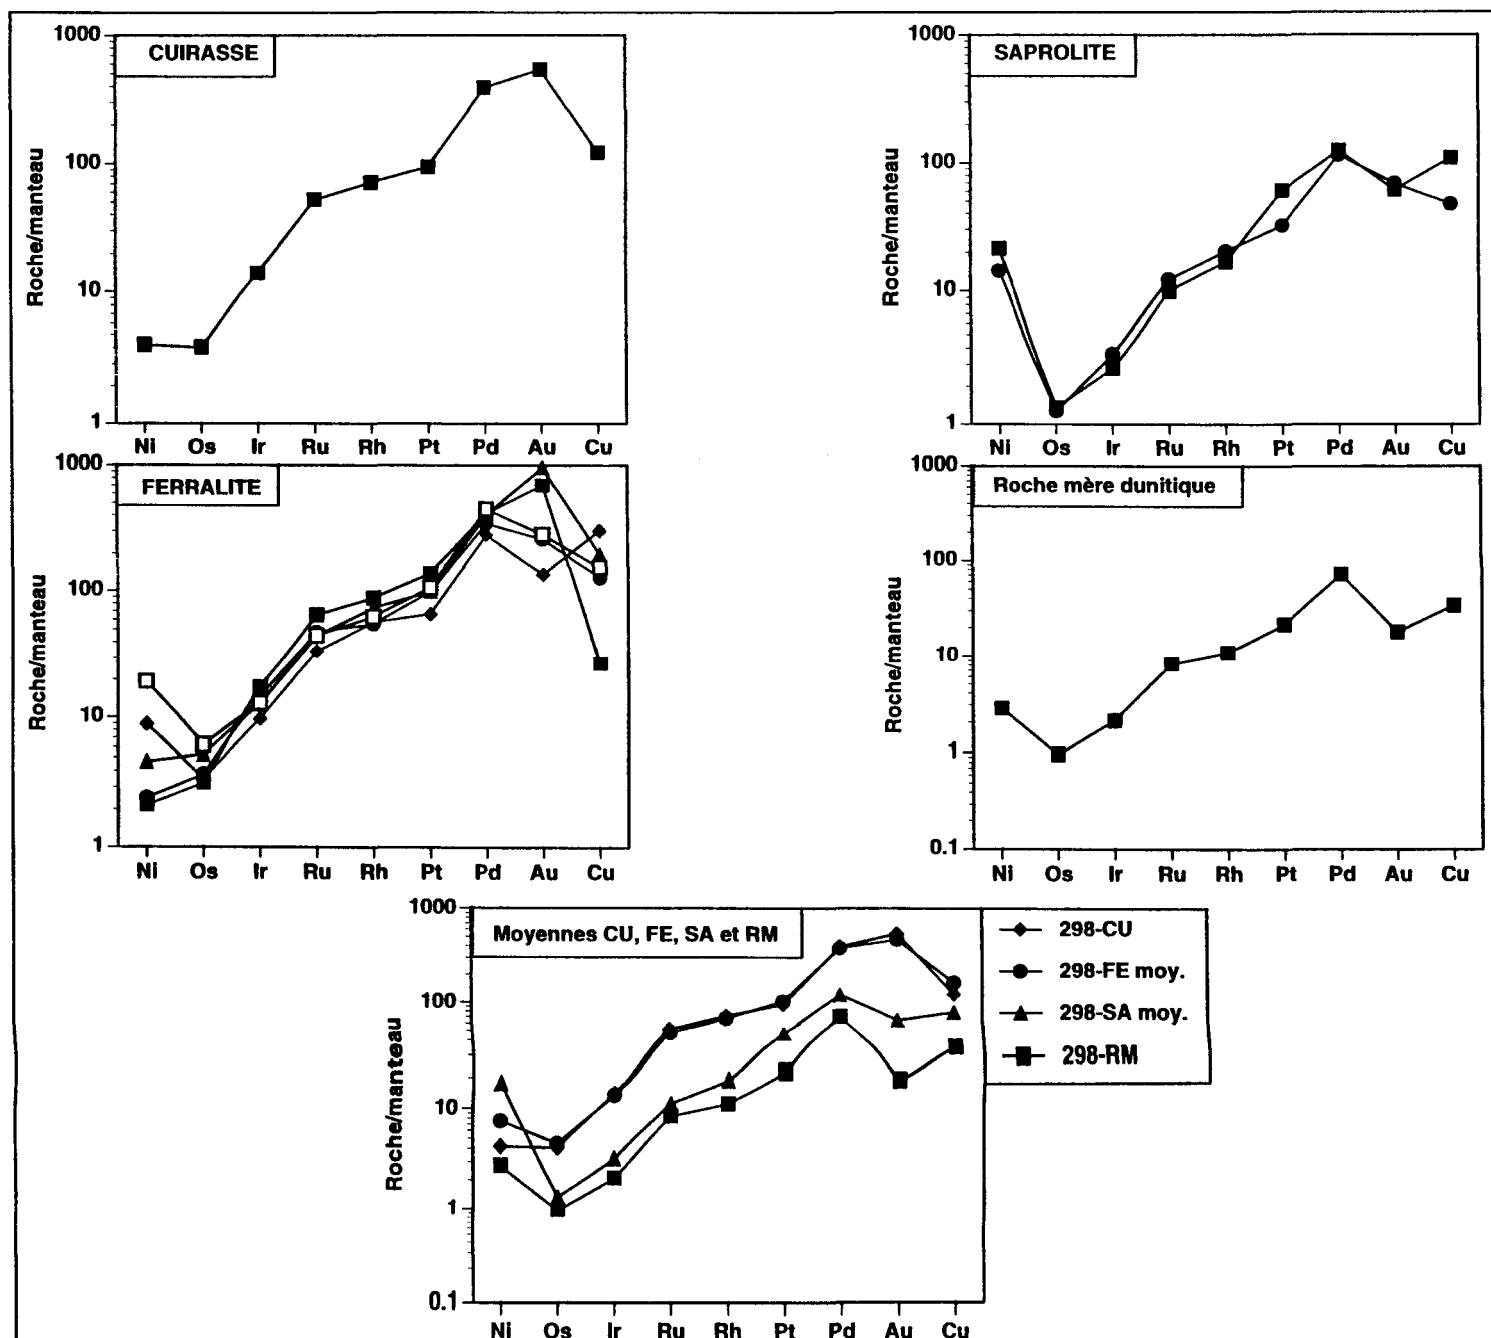 CUIRASSE
Roche/manteau
1000
100
10
1
Ni Os Ir Ru Rh Pt Pd Au Cu
SAPROLITE
Roche/manteau
1000
100
10
1
Ni Os Ir Ru Rh Pt Pd Au Cu
FERRALITE
Roche/manteau
1000
100
10
1
Ni Os Ir Ru Rh Pt Pd Au Cu
Roche mère dunitique
Roche/manteau
1000
100
10
1
0.1
Ni Os Ir Ru Rh Pt Pd Au Cu
Moyennes CU, FE, SA et RM
Roche/manteau
1000
100
10
1
0.1
Ni Os Ir Ru Rh Pt Pd Au Cu
298-CU
298-FE moy.
298-SA moy.
298-RM